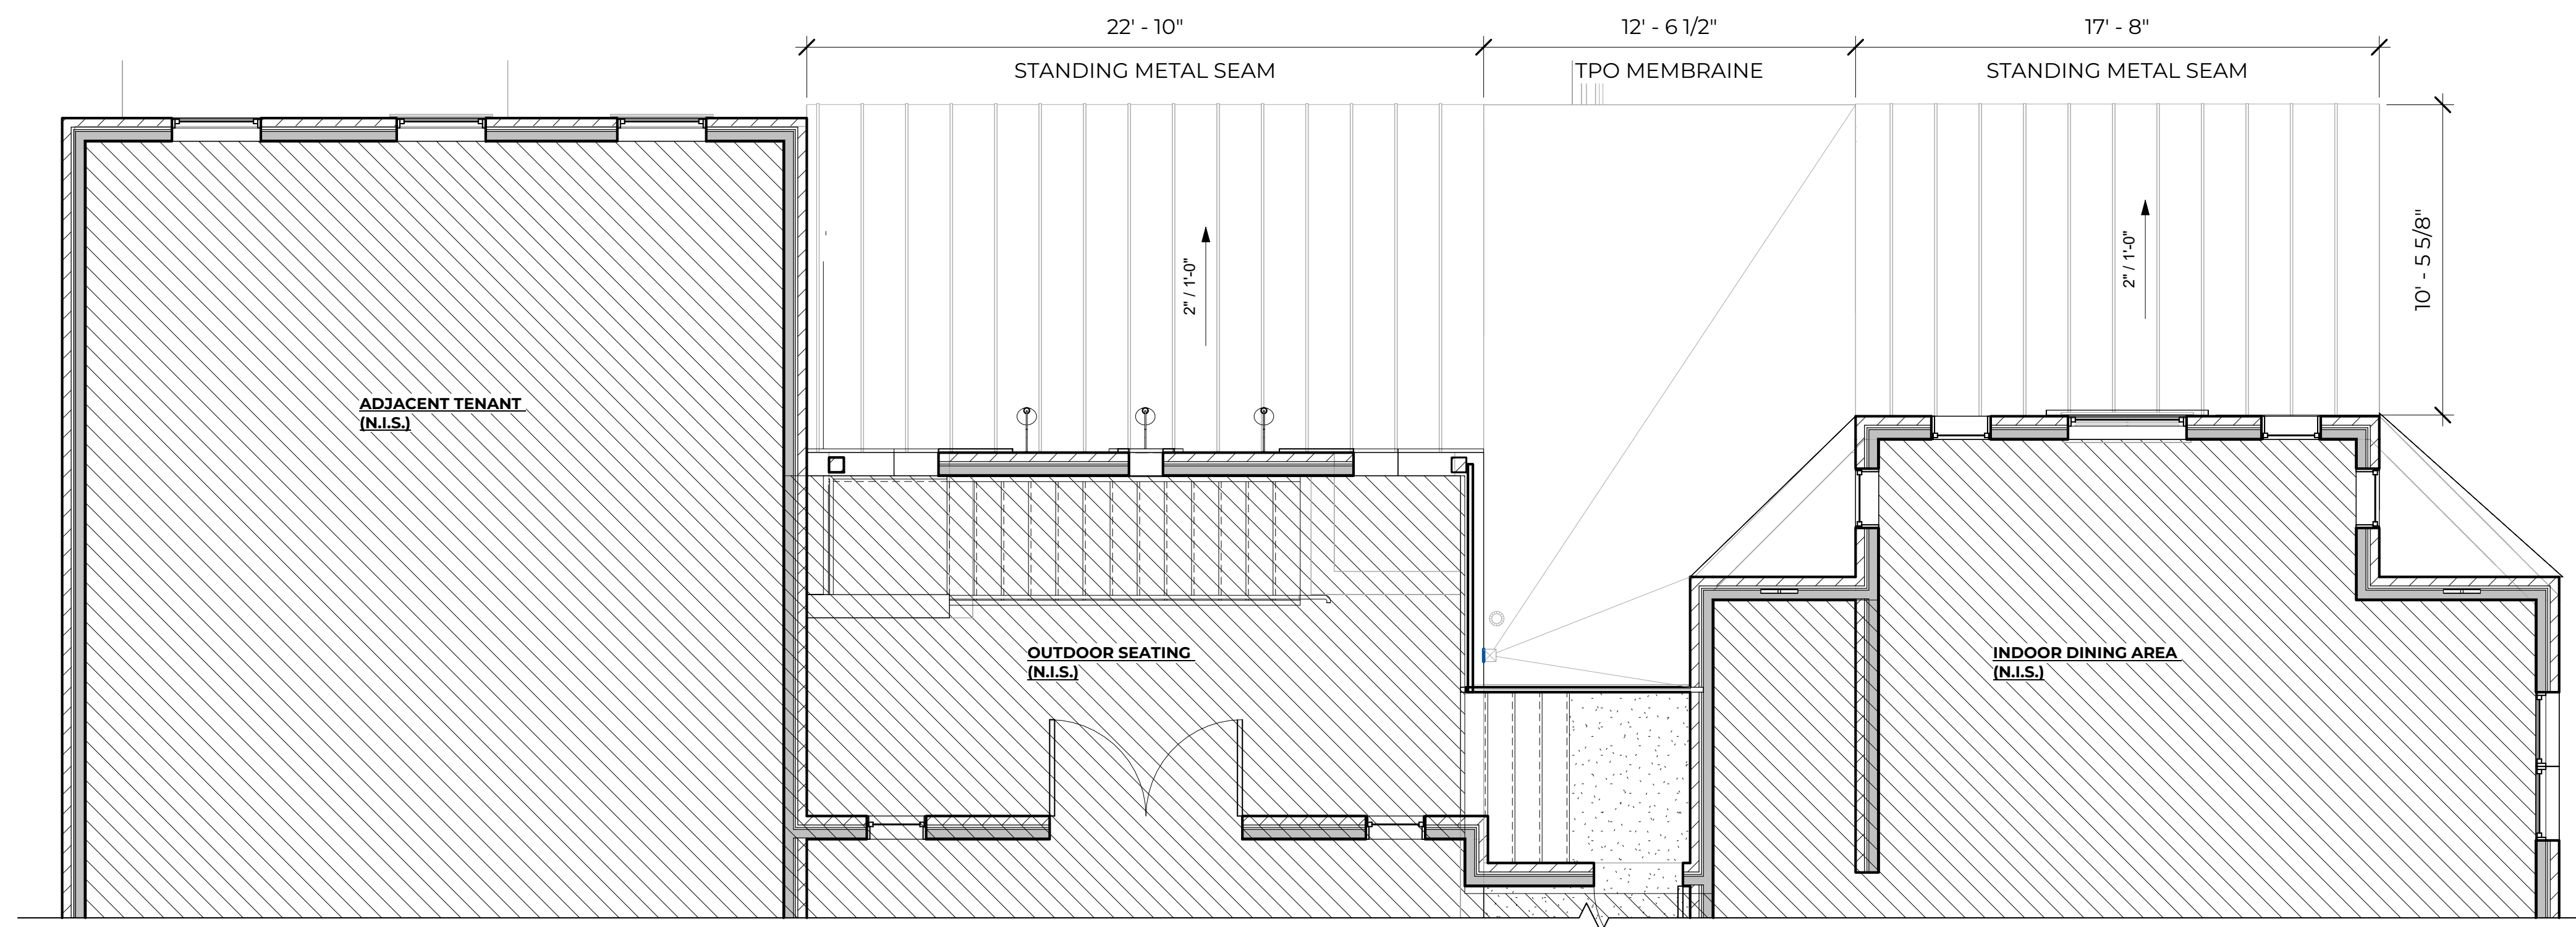 22' - 10"
12' - 6 1/2"
17' - 8"
STANDING METAL SEAM
TPO MEMBRAINE
STANDING METAL SEAM
10' - 5 5/8"
2" / 1'-0"
2" / 1'-0"
ADJACENT TENANT
(N.I.S.)
OUTDOOR SEATING
(N.I.S.)
INDOOR DINING AREA
(N.I.S.)